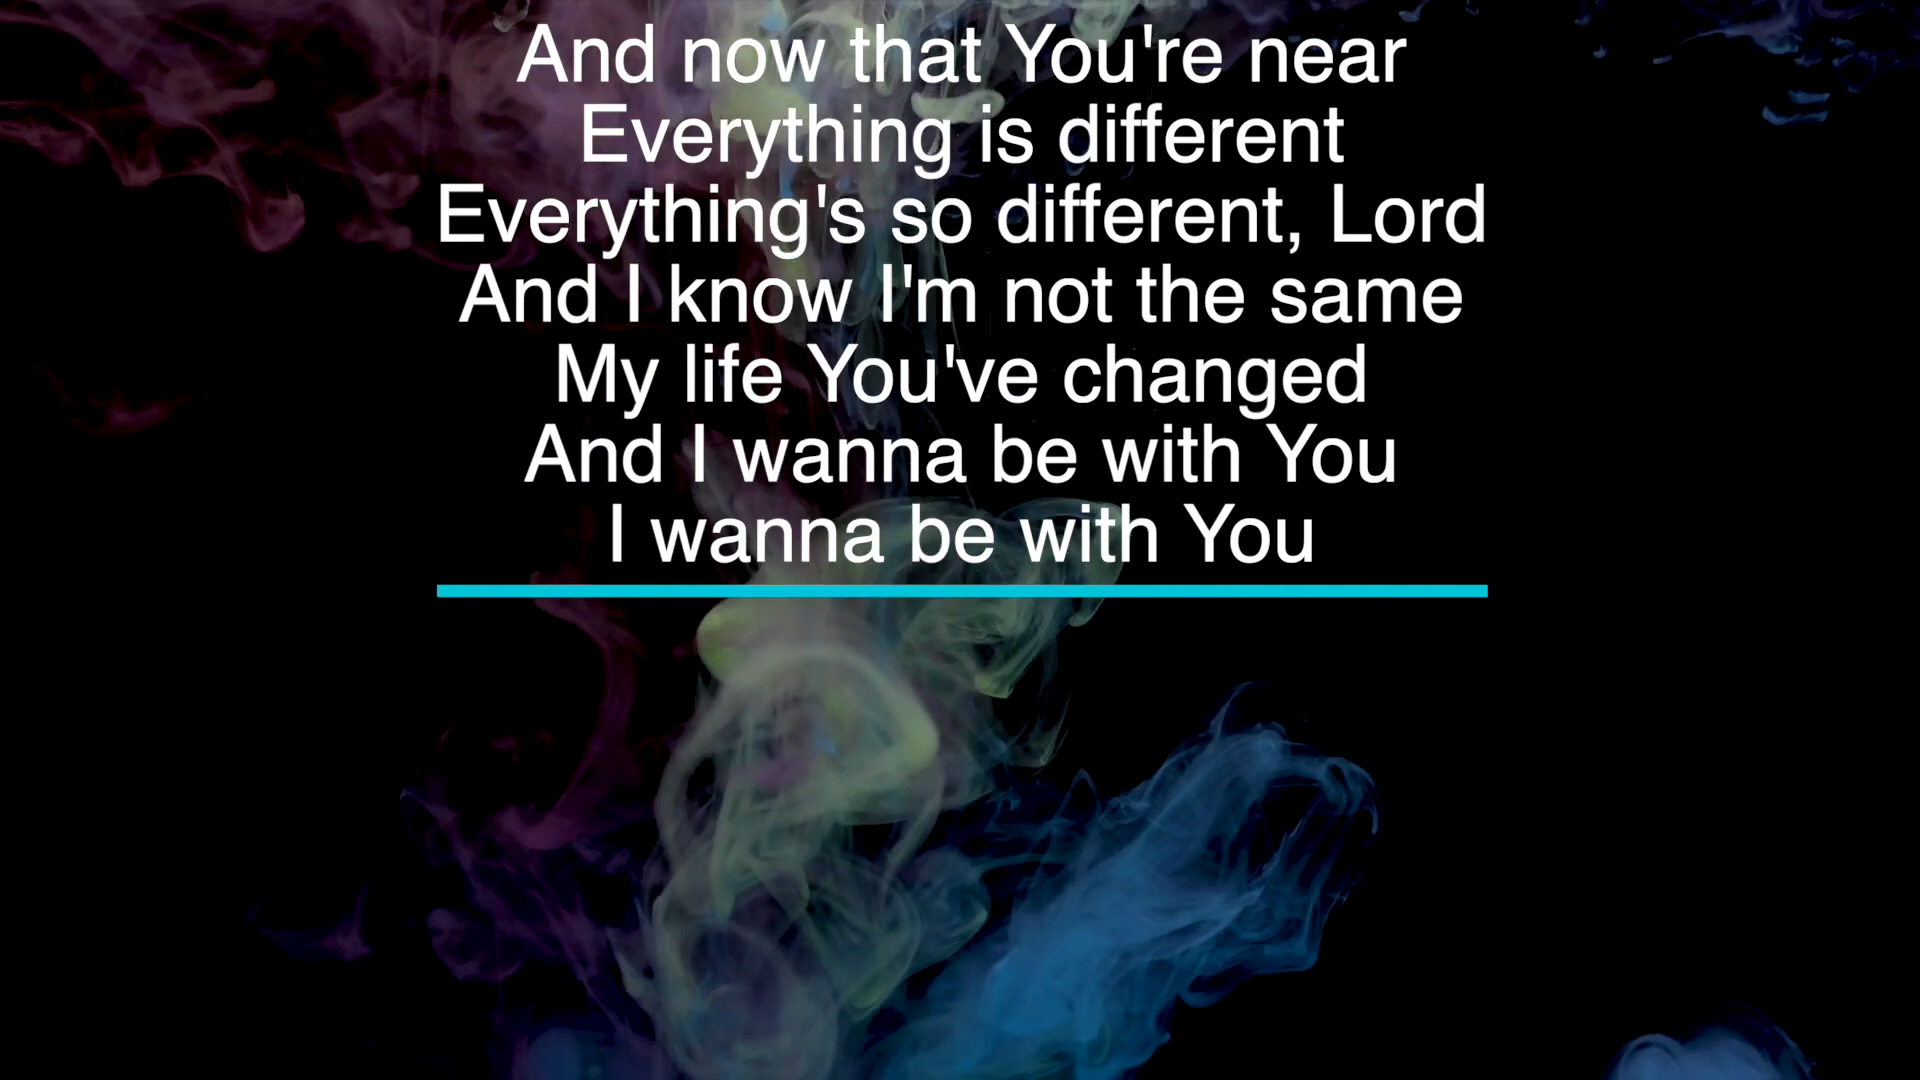 And now that You're near
Everything is different
Everything's so different, Lord
And I know I'm not the same
My life You've changed
And I wanna be with You
I wanna be with You